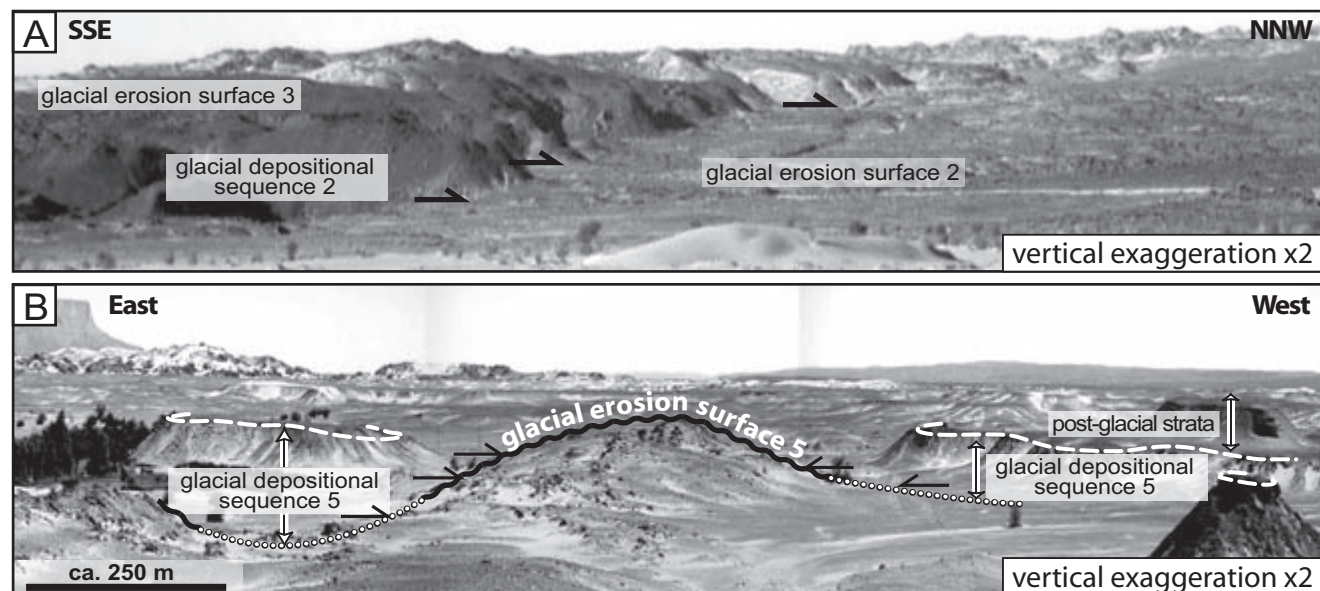 A SSE NNW
glacial erosion surface 3
glacial depositional
sequence 2
glacial erosion surface 2
vertical exaggeration x2
B East West
glacial erosion surface 5
post-glacial strata
glacial depositional
sequence 5
glacial depositional
sequence 5
ca. 250 m
vertical exaggeration x2